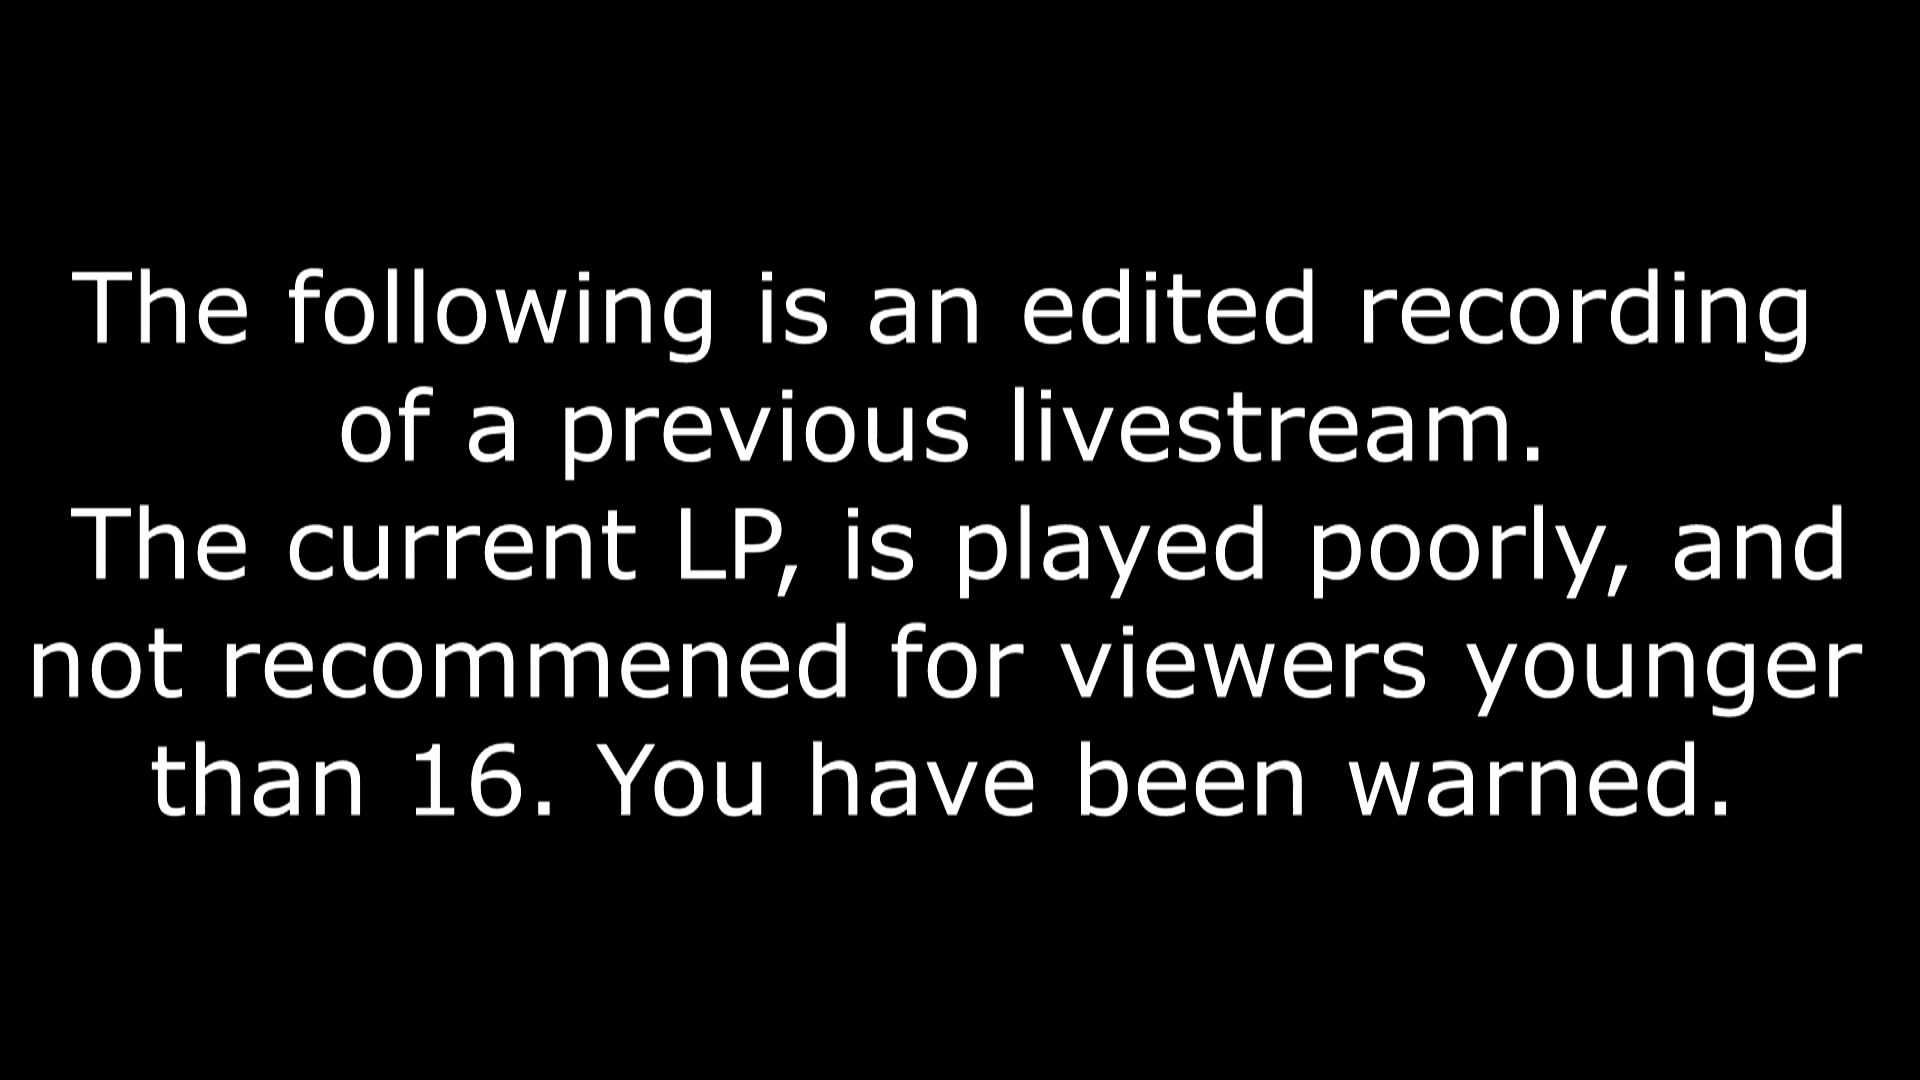 The following is an edited recording
of a previous livestream.
The current LP, is played poorly, and
not recommened for viewers younger
than 16. You have been warned.